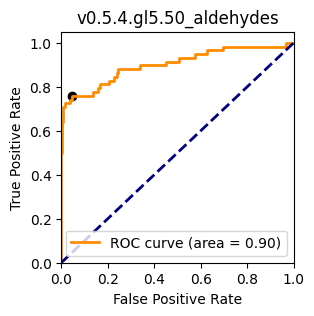 v0.5.4.gl5.50_aldehydes
True Positive Rate
1.0
0.8
0.6
0.4
0.2
0.0
ROC curve (area = 0.90)
0.0 0.2 0.4 0.6 0.8 1.0
False Positive Rate